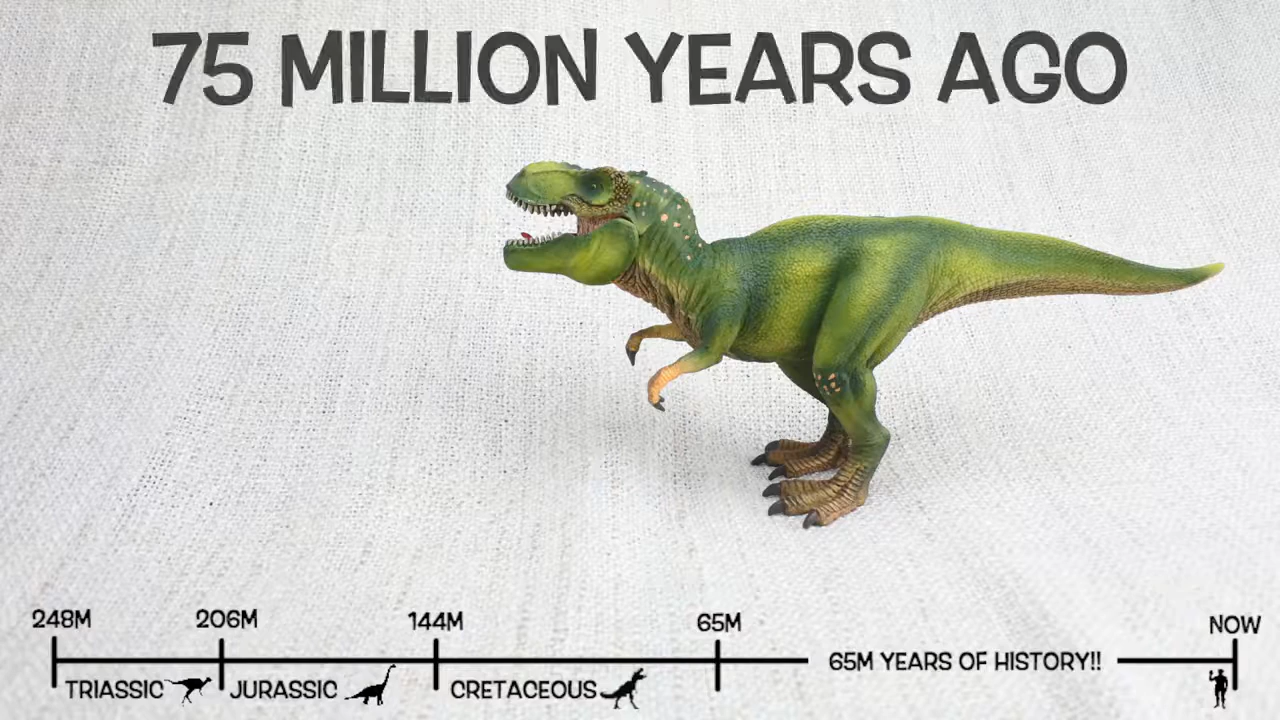 75 MILLION YEARS AGO
248M 206M 144M 65M NOW
65M YEARS OF HISTORY!!
TRIASSIC JURASSIC CRETACEOUS